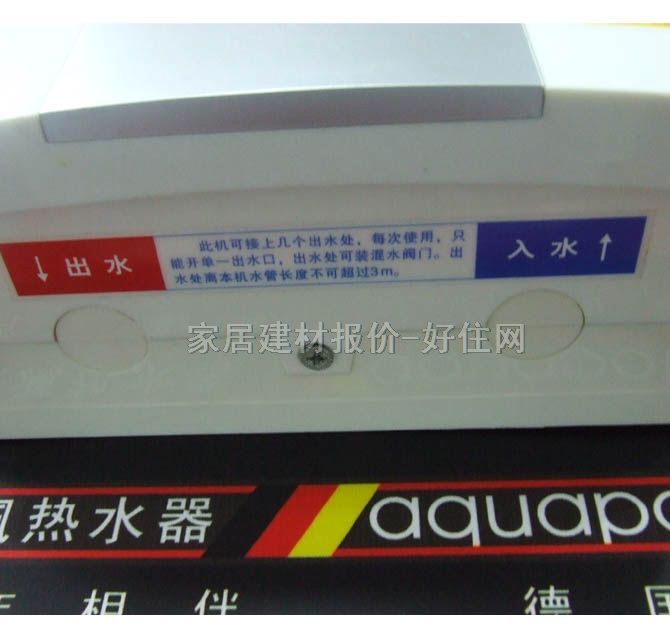 ↓ 出水
此机可接上几个出水处，每次使用，只
能开单一出水口，出水处可装混水阀门。出
水处离本机水管长度不可超过3m。
入水 ↑
家居建材报价-好住网
热水器
aquapa
相伴
德国